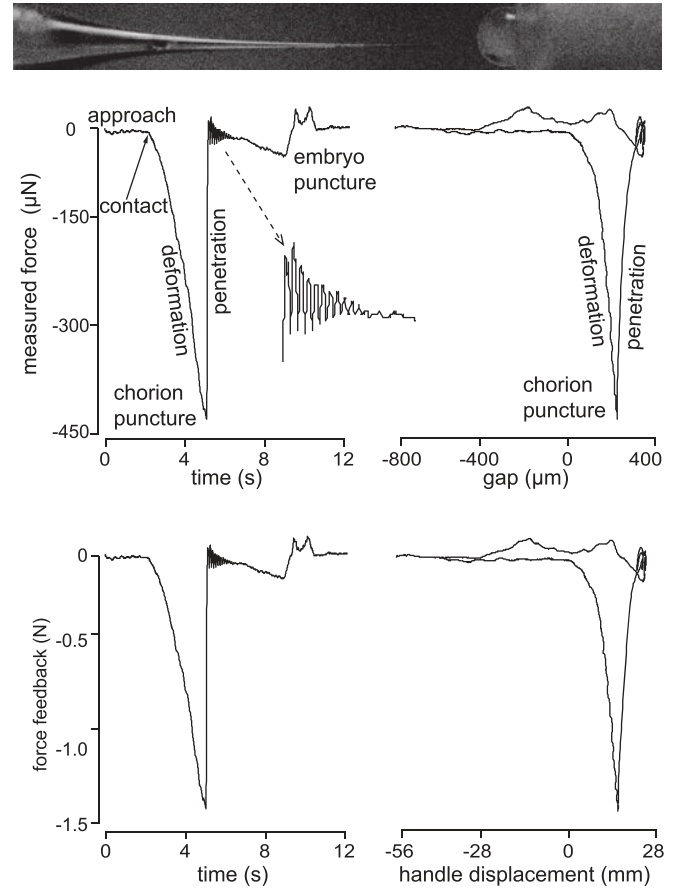 approach
0
contact
-150
-300
-450
measured force (μN)
deformation
penetration
chorion
puncture
embryo
puncture
0 4 8 12
time (s)
deformation
penetration
chorion
puncture
-800 -400 0 400
gap (μm)
0
-0.5
-1.0
-1.5
force feedback (N)
0 4 8 12
time (s)
-56 -28 0 28
handle displacement (mm)